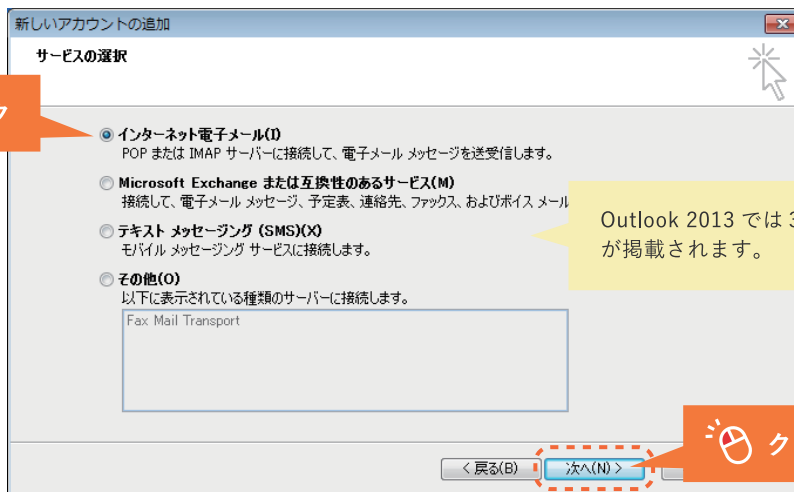 新しいアカウントの追加
サービスの選択
インターネット電子メール(I)
POP または IMAP サーバーに接続して、電子メール メッセージを送受信します。
Microsoft Exchange または互換性のあるサービス(M)
接続して、電子メール メッセージ、予定表、連絡先、ファックス、およびボイス メール
テキスト メッセージング (SMS)(X)
モバイル メッセージング サービスに接続します。
Outlook 2013 では 3
が掲載されます。
その他(O)
以下に表示されている種類のサーバーに接続します。
Fax Mail Transport
< 戻る(B)
次へ(N) >
ク